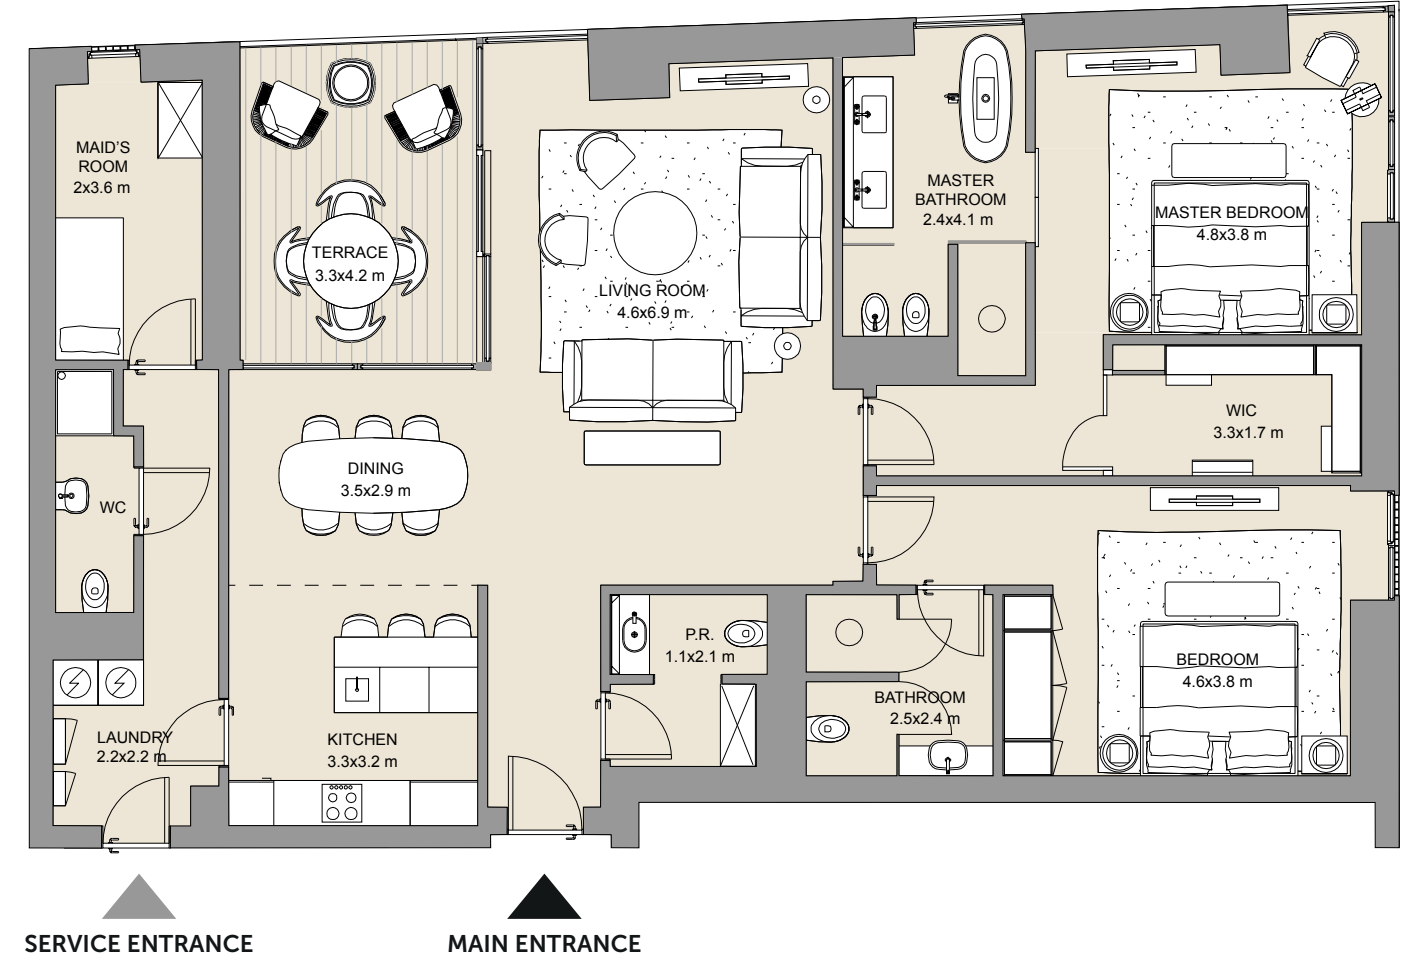 MAID'S
ROOM
2x3.6 m
TERRACE
3.3x4.2 m
LIVING ROOM
4.6x6.9 m
MASTER
BATHROOM
2.4x4.1 m
MASTER BEDROOM
4.8x3.8 m
WIC
3.3x1.7 m
DINING
3.5x2.9 m
WC
P.R.
1.1x2.1 m
BATHROOM
2.5x2.4 m
BEDROOM
4.6x3.8 m
LAUNDRY
2.2x2.2 m
KITCHEN
3.3x3.2 m
SERVICE ENTRANCE
MAIN ENTRANCE